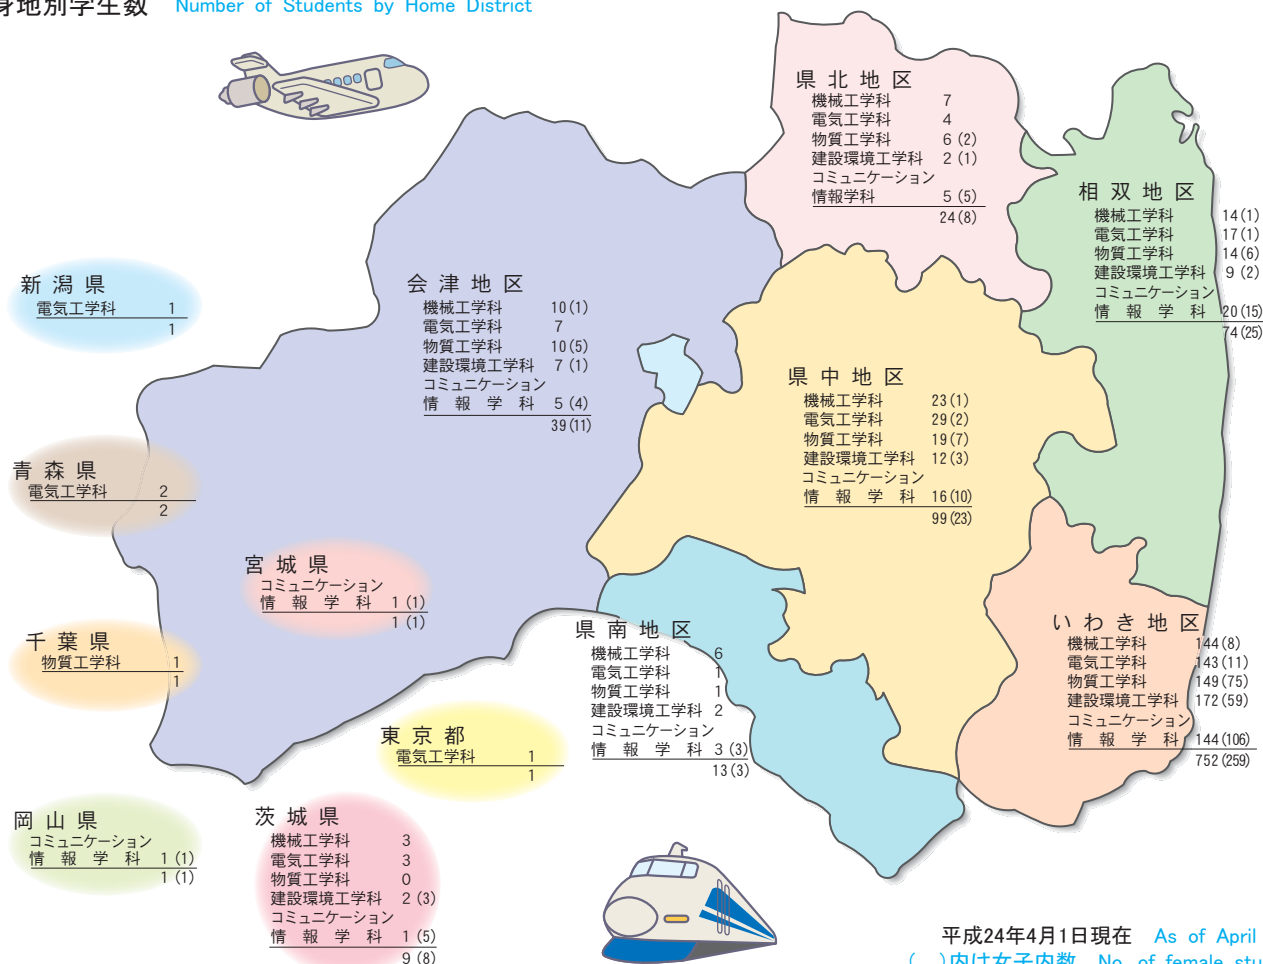 身地別学生数 Number of Students by Home District
県北地区
機械工学科 7
電気工学科 4
物質工学科 6 (2)
建設環境工学科 2 (1)
コミュニケーション
情報学科 5 (5)
24 (8)
相双地区
機械工学科 14 (1)
電気工学科 17 (1)
物質工学科 14 (6)
建設環境工学科 9 (2)
コミュニケーション
情報学科 20 (15)
74 (25)
新潟県
電気工学科 1
1
会津地区
機械工学科 10 (1)
電気工学科 7
物質工学科 10 (5)
建設環境工学科 7 (1)
コミュニケーション
情報学科 5 (4)
39 (11)
県中地区
機械工学科 23 (1)
電気工学科 29 (2)
物質工学科 19 (7)
建設環境工学科 12 (3)
コミュニケーション
情報学科 16 (10)
99 (23)
青森県
電気工学科 2
2
宮城県
コミュニケーション
情報学科 1 (1)
1 (1)
千葉県
物質工学科 1
1
県南地区
機械工学科 6
電気工学科 1
物質工学科 1
建設環境工学科 2
コミュニケーション
情報学科 3 (3)
13 (3)
いわき地区
機械工学科 144 (8)
電気工学科 143 (11)
物質工学科 149 (75)
建設環境工学科 172 (59)
コミュニケーション
情報学科 144 (106)
752 (259)
東京都
電気工学科 1
1
岡山県
コミュニケーション
情報学科 1 (1)
1 (1)
茨城県
機械工学科 3
電気工学科 3
物質工学科 0
建設環境工学科 2 (3)
コミュニケーション
情報学科 1 (5)
9 (8)
平成24年4月1日現在 As of April
( )内は女子内数 No. of female stu